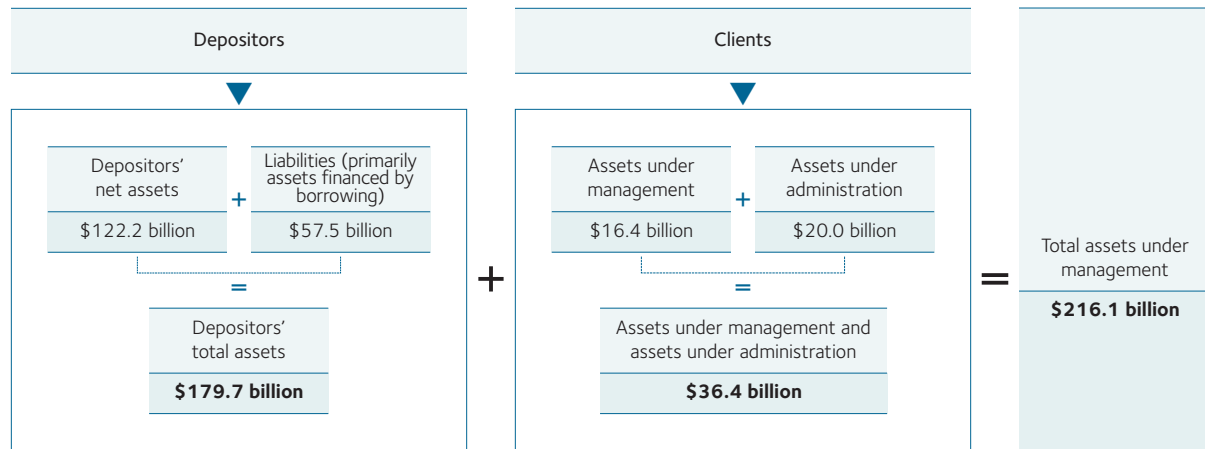 Depositors
Clients
Depositors'
net assets
+
Liabilities (primarily
assets financed by
borrowing)
$122.2 billion
$57.5 billion
=
Depositors'
total assets
$179.7 billion
+
Assets under
management
+
Assets under
administration
$16.4 billion
$20.0 billion
=
Assets under management and
assets under administration
$36.4 billion
=
Total assets under
management
$216.1 billion